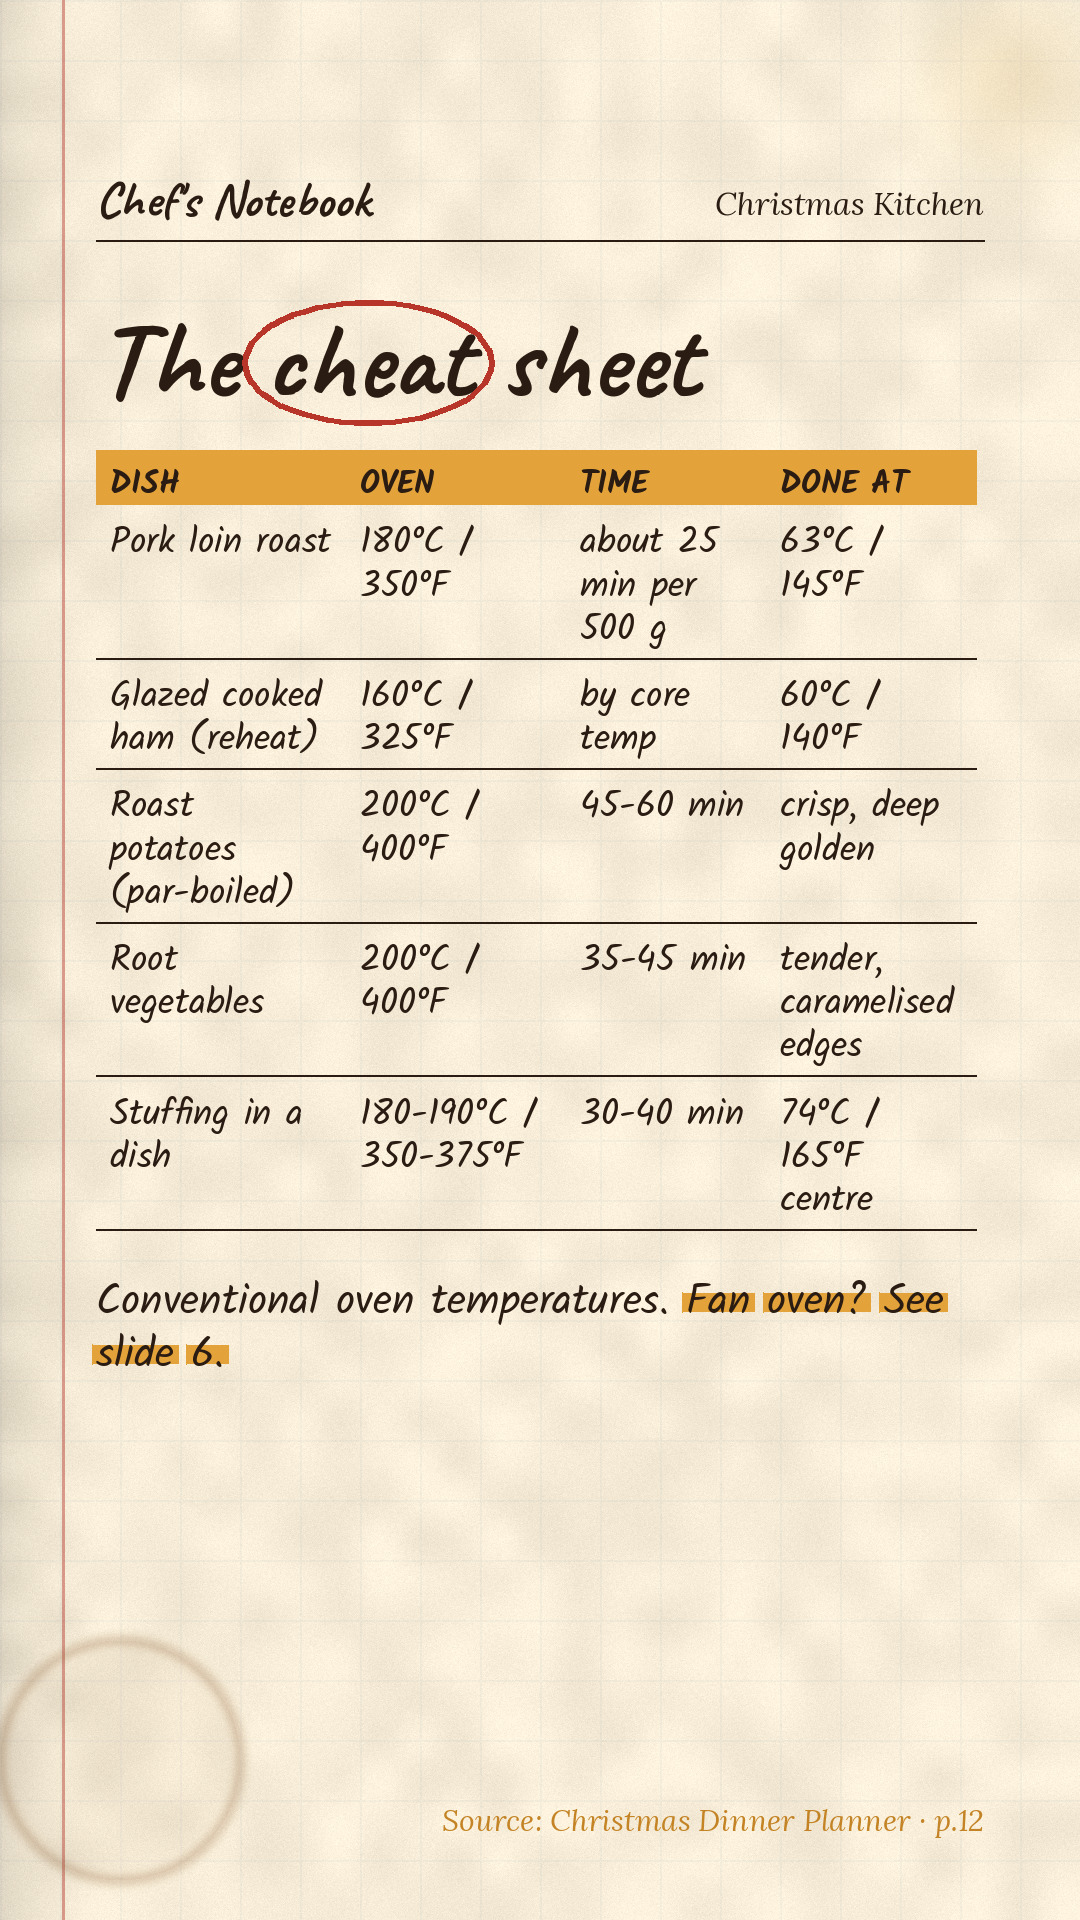 Chef's Notebook
Christmas Kitchen
The cheat sheet
DISH OVEN TIME DONE AT
Pork loin roast 180°C / 350°F about 25 min per 500 g 63°C / 145°F
Glazed cooked ham (reheat) 160°C / 325°F by core temp 60°C / 140°F
Roast potatoes (par-boiled) 200°C / 400°F 45-60 min crisp, deep golden
Root vegetables 200°C / 400°F 35-45 min tender, caramelised edges
Stuffing in a dish 180-190°C / 350-375°F 30-40 min 74°C / 165°F centre
Conventional oven temperatures. Fan oven? See
slide 6.
Source: Christmas Dinner Planner · p.12